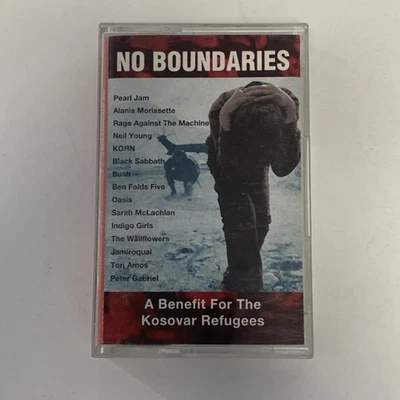 NO BOUNDARIES
Pearl Jam
Alanis Morissette
Rage Against The Machine
Neil Young
KORN
Black Sabbath
Bush
Ben Folds Five
Oasis
Sarah McLachlan
Indigo Girls
The Wallflowers
Jamiroquai
Tori Amos
Peter Gabriel
A Benefit For The
Kosovar Refugees